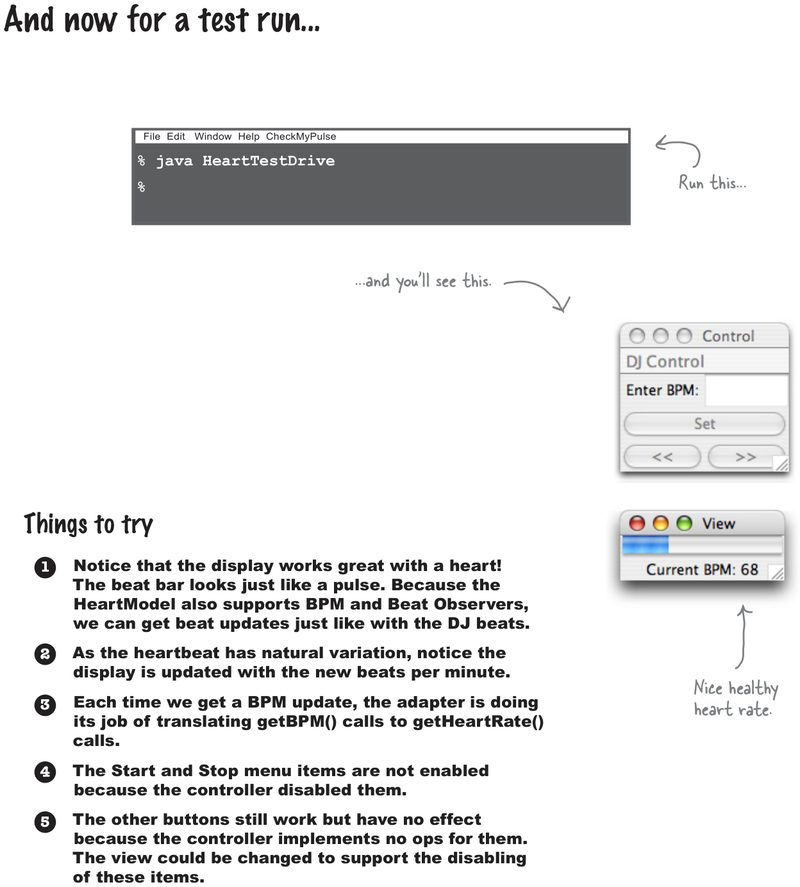 And now for a test run...
File Edit Window Help CheckMyPulse
% java HeartTestDrive
%
Run this...
...and you'll see this.
Control
DJ Control
Enter BPM:
Set
<<
>>
View
Current BPM: 68
Nice healthy
heart rate.
Things to try
1 Notice that the display works great with a heart!
The beat bar looks just like a pulse. Because the
HeartModel also supports BPM and Beat Observers,
we can get beat updates just like with the DJ beats.
2 As the heartbeat has natural variation, notice the
display is updated with the new beats per minute.
3 Each time we get a BPM update, the adapter is doing
its job of translating getBPM() calls to getHeartRate()
calls.
4 The Start and Stop menu items are not enabled
because the controller disabled them.
5 The other buttons still work but have no effect
because the controller implements no ops for them.
The view could be changed to support the disabling
of these items.